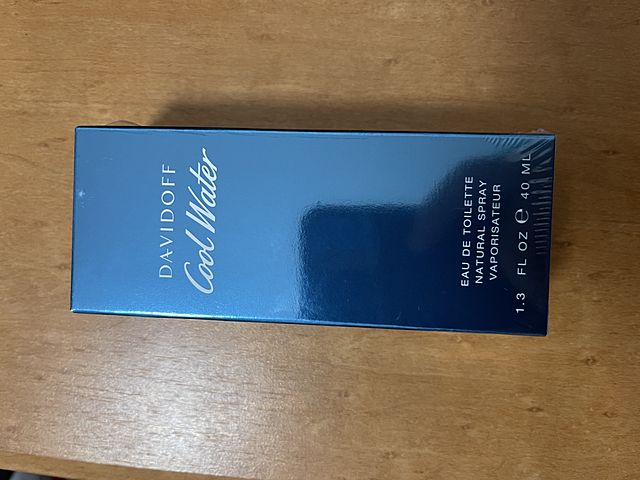 DAVIDOFF
Cool Water
EAU DE TOILETTE
NATURAL SPRAY
VAPORISATEUR
1.3 FL OZ ℮ 40 ML